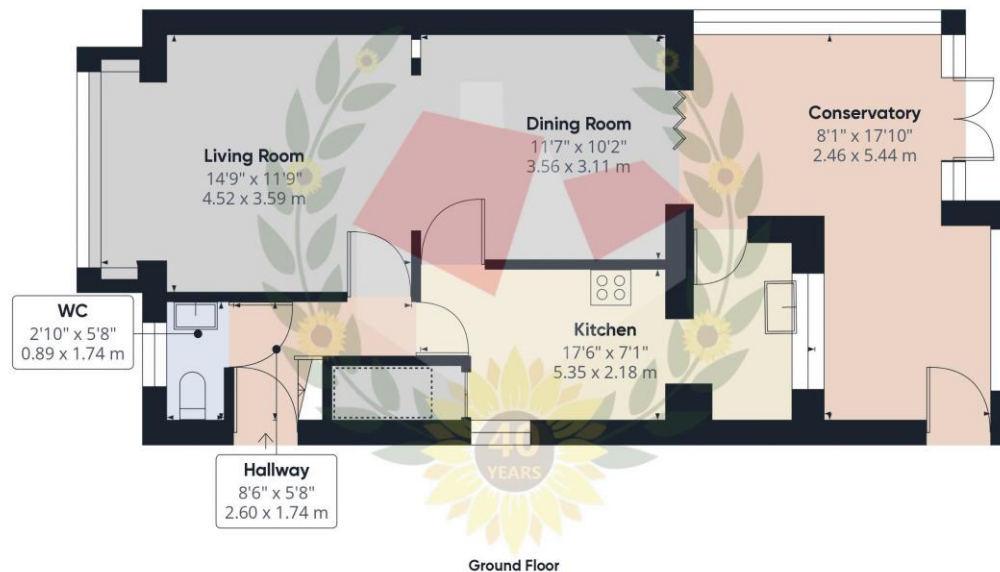 Conservatory
8'1" x 17'10"
2.46 x 5.44 m
Dining Room
11'7" x 10'2"
3.56 x 3.11 m
Living Room
14'9" x 11'9"
4.52 x 3.59 m
WC
2'10" x 5'8"
0.89 x 1.74 m
Kitchen
17'6" x 7'1"
5.35 x 2.18 m
40
YEARS
Hallway
8'6" x 5'8"
2.60 x 1.74 m
Ground Floor